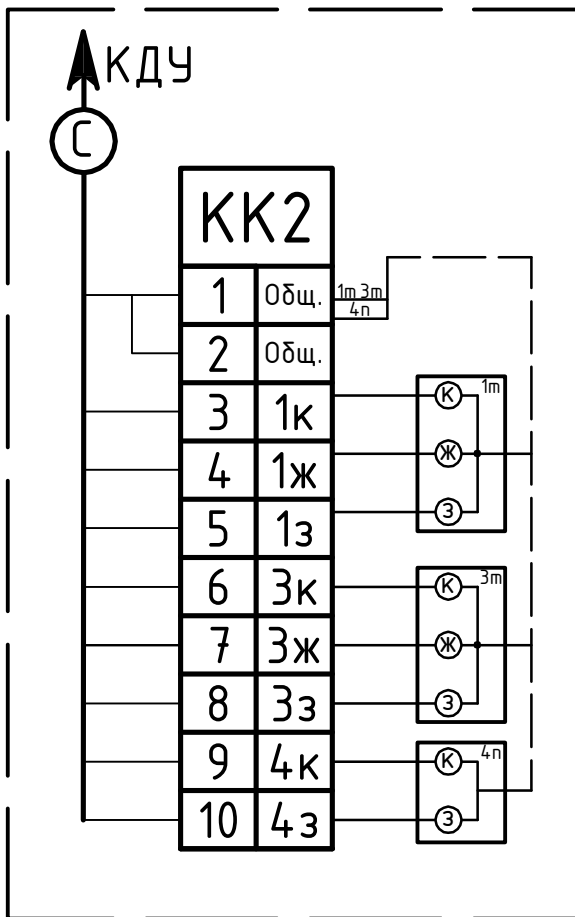 КДУ
С
КК2
1 Общ. 1т 3т
4п
2 Общ.
3 1к К 1т
4 1ж Ж
5 1з З
6 3к К 3т
7 3ж Ж
8 3з З
9 4к К 4п
10 4з З